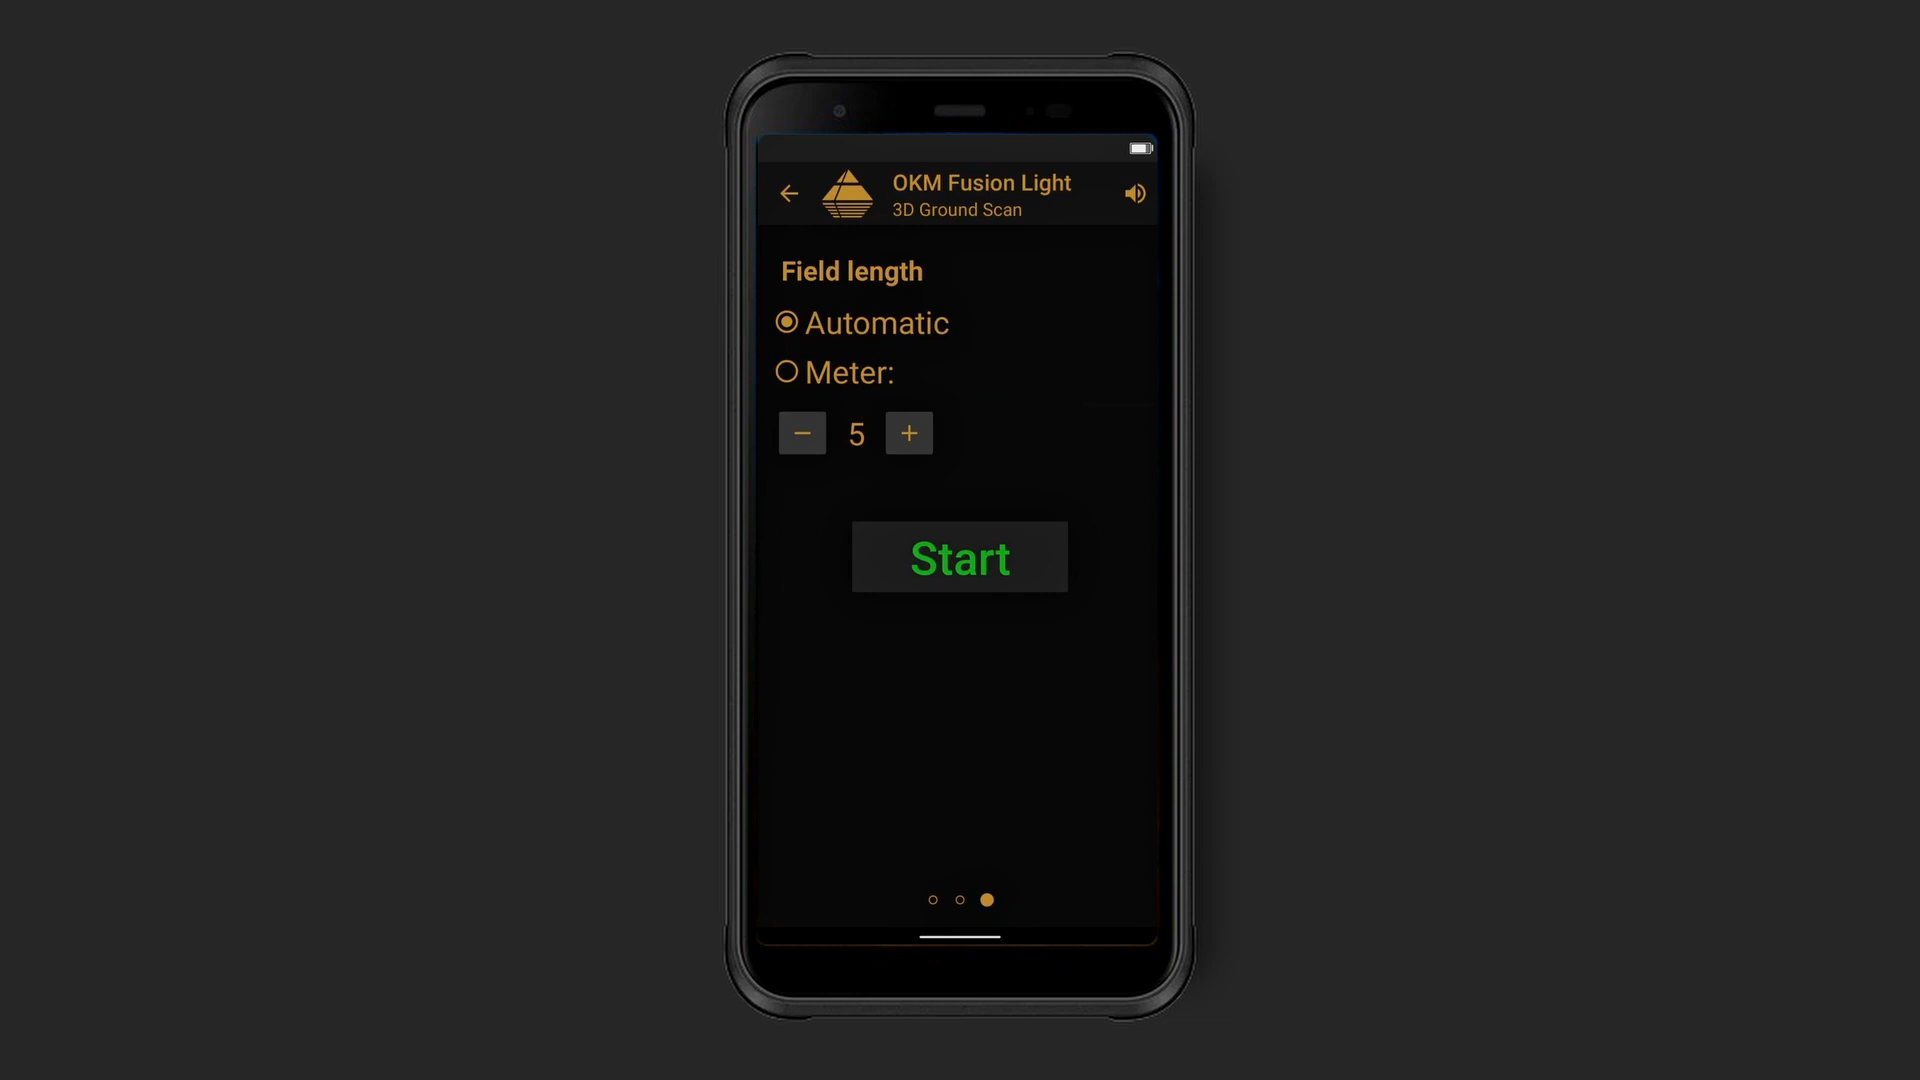 OKM Fusion Light
3D Ground Scan
Field length
Automatic
Meter:
− 5 +
Start